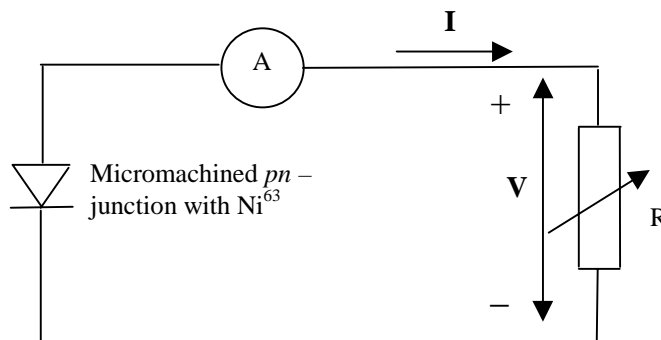 I
A
+
Micromachined pn –
junction with Ni⁶³
V
R
–